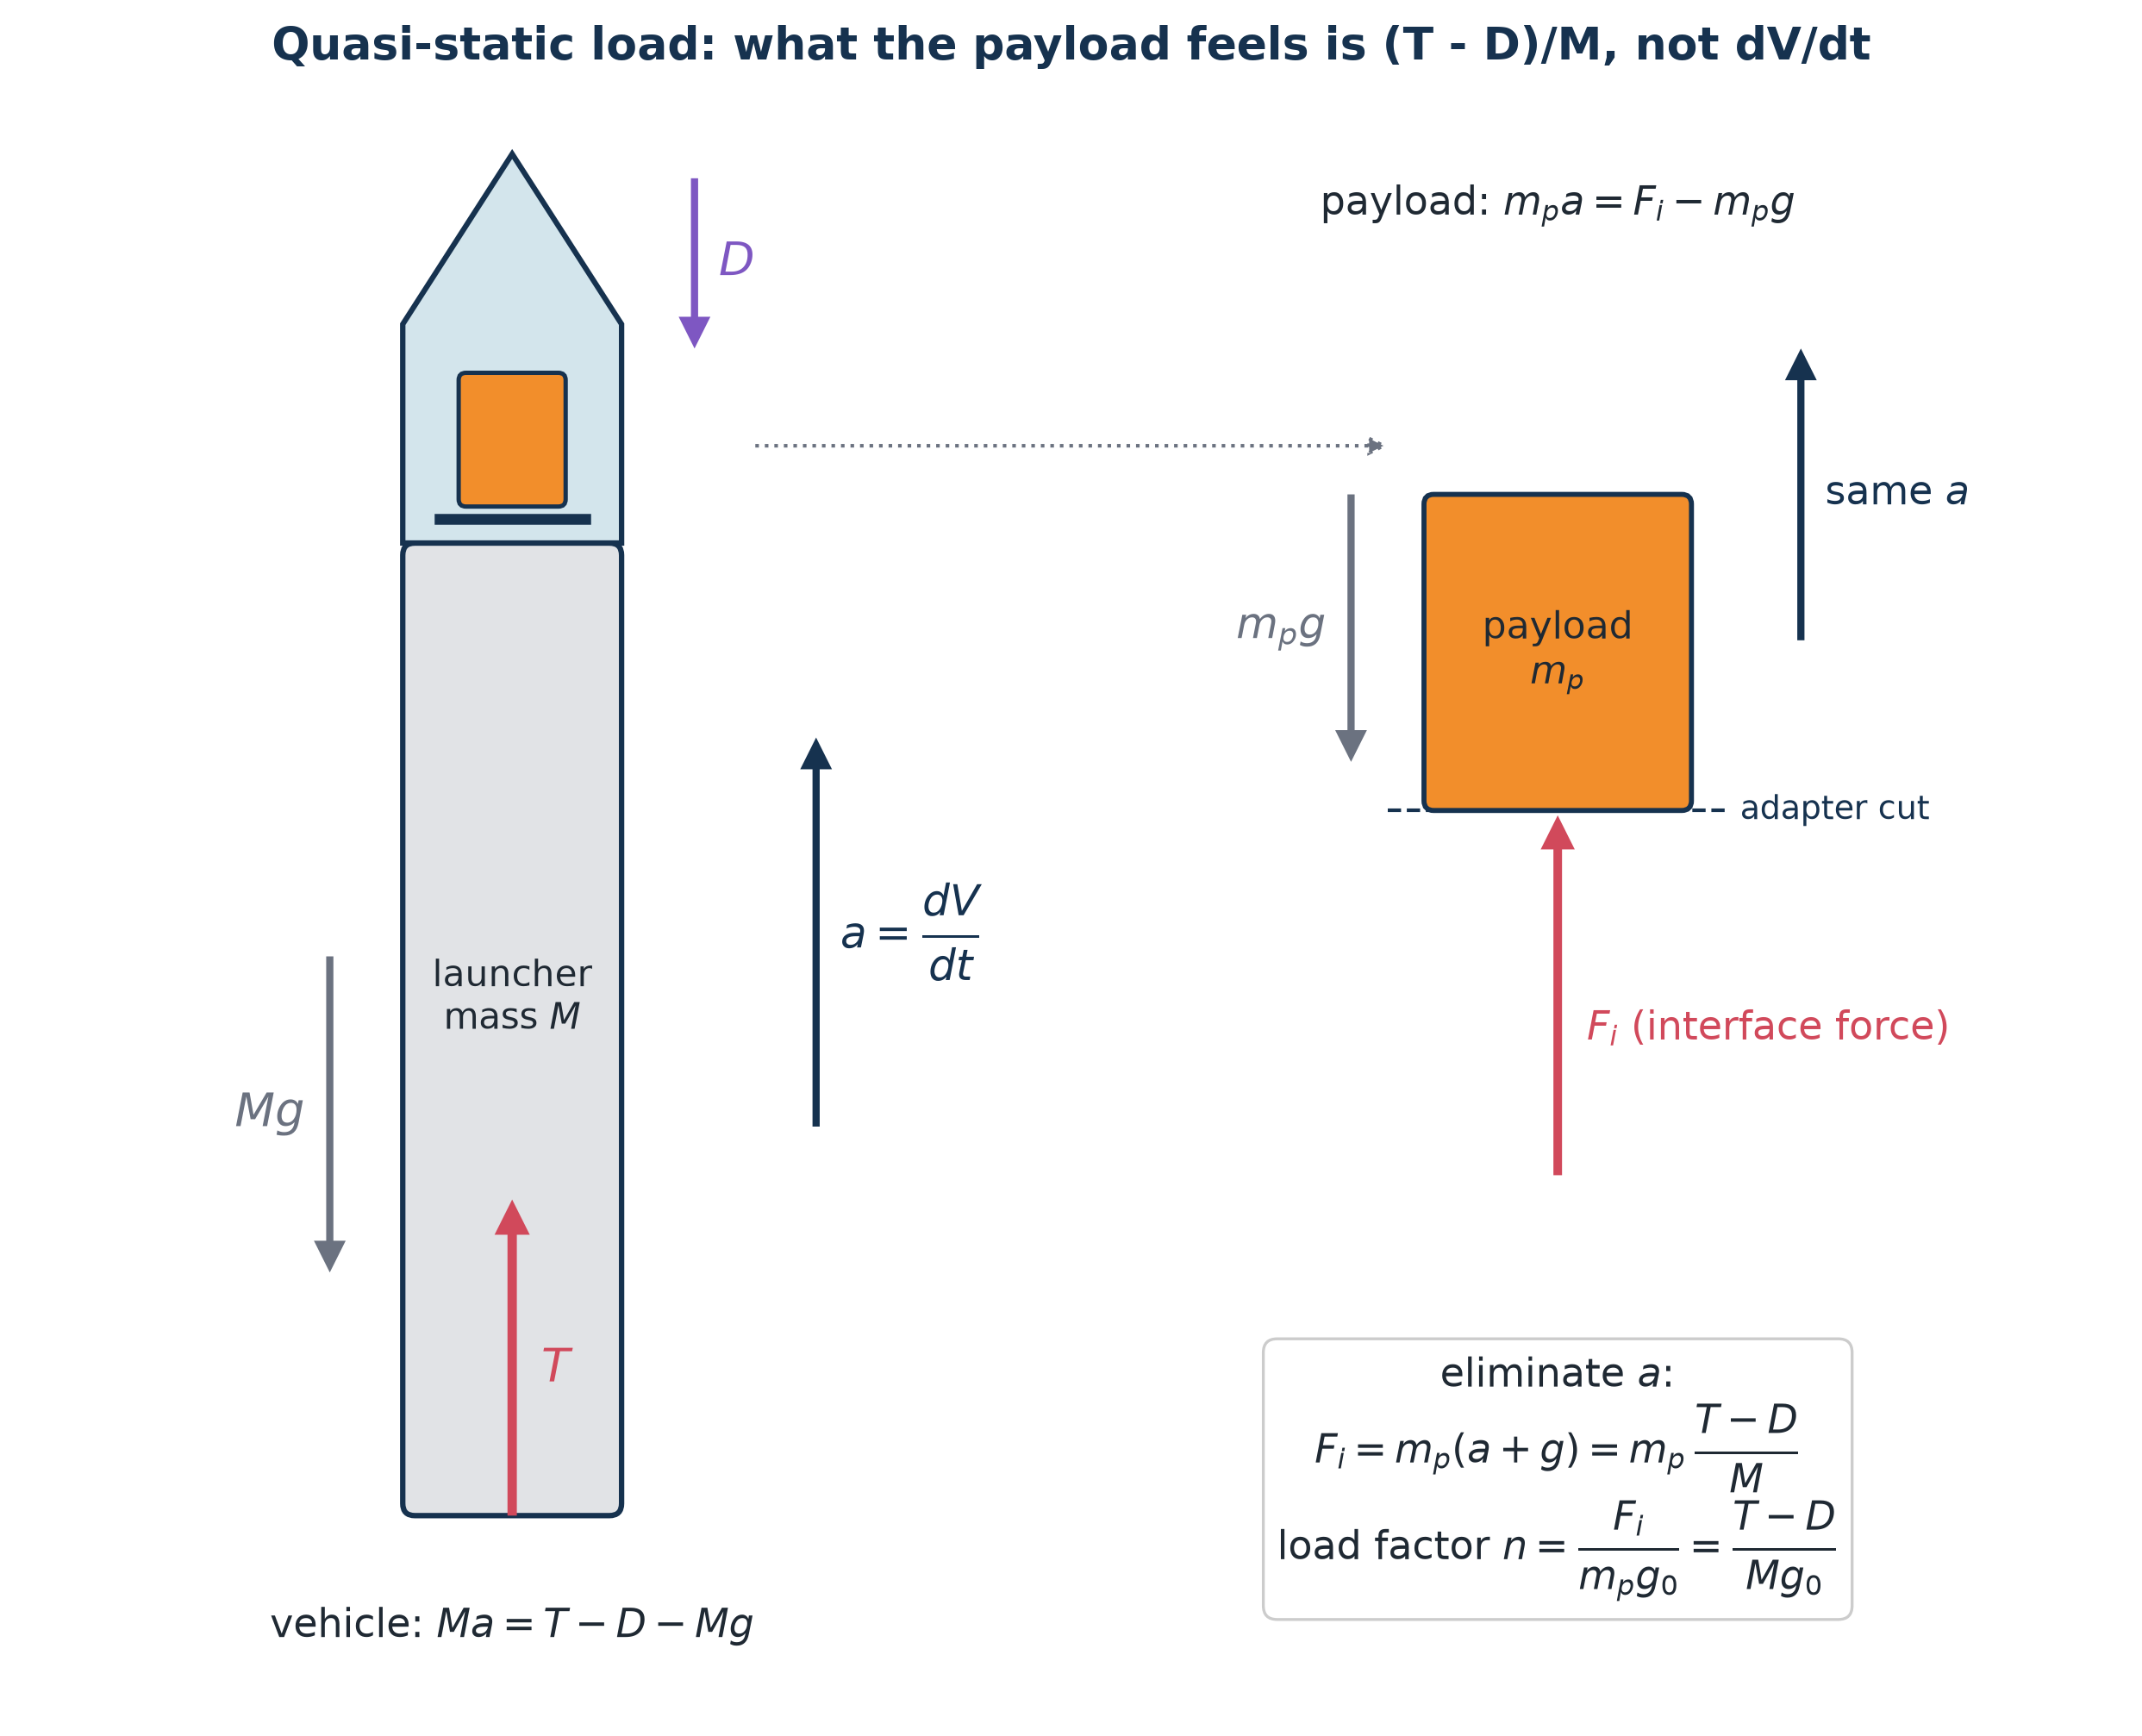 Quasi-static load: what the payload feels is (T - D)/M, not dV/dt
D
payload: m_p a = F_i − m_p g
same a
m_p g
payload
m_p
adapter cut
a = dV/dt
launcher
mass M
F_i (interface force)
Mg
T
eliminate a:
F_i = m_p(a + g) = m_p (T − D)/M
load factor n = F_i/(m_p g_0) = (T − D)/(Mg_0)
vehicle: Ma = T − D − Mg